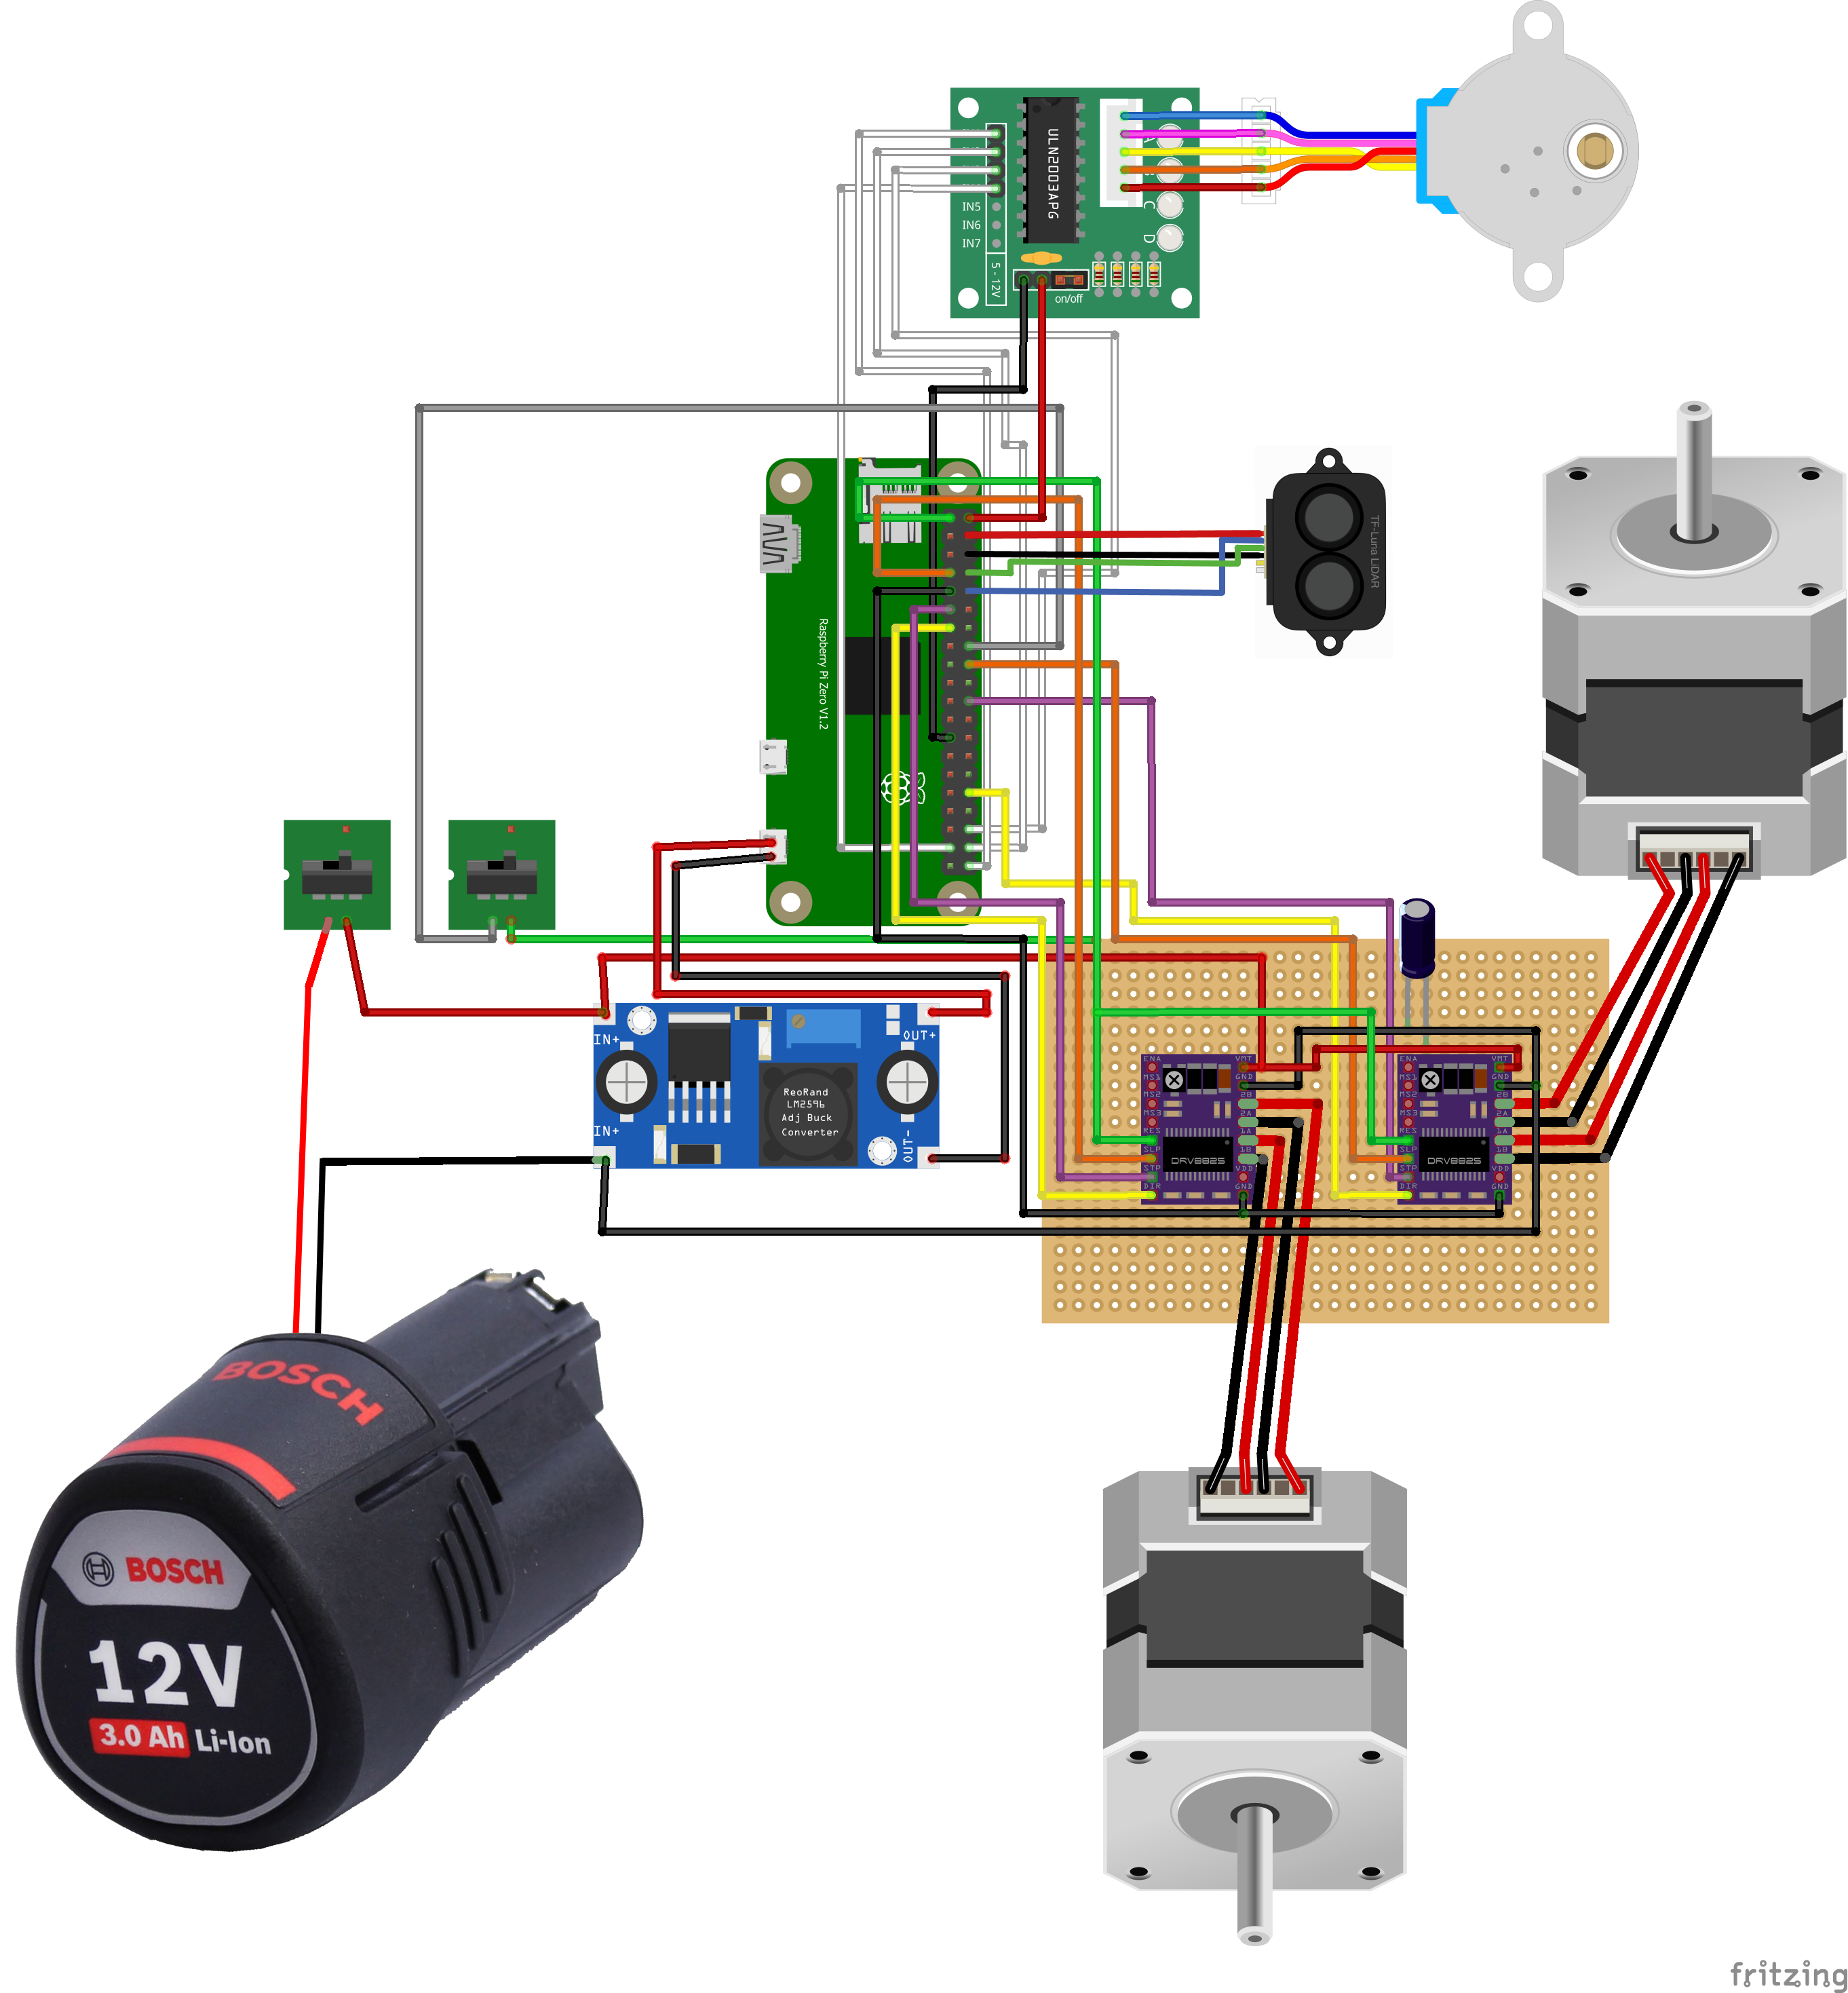 ULN2003APG
A
B
C
D
IN5
IN6
IN7
5 - 12V
on/off
TF-Luna LiDAR
Raspberry Pi Zero V1.2
IN+
OUT+
ReoRand
LM2596
Adj Buck
Converter
IN+
OUT-
ENA
MS1
MS2
MS3
RES
SLP
STP
DIR
VMT
GND
2B
2A
1A
1B
VDD
GND
DRV8825
ENA
MS1
MS2
MS3
RES
SLP
STP
DIR
VMT
GND
2B
2A
1A
1B
VDD
GND
DRV8825
BOSCH
BOSCH
12V
3.0 Ah Li-Ion
fritzing